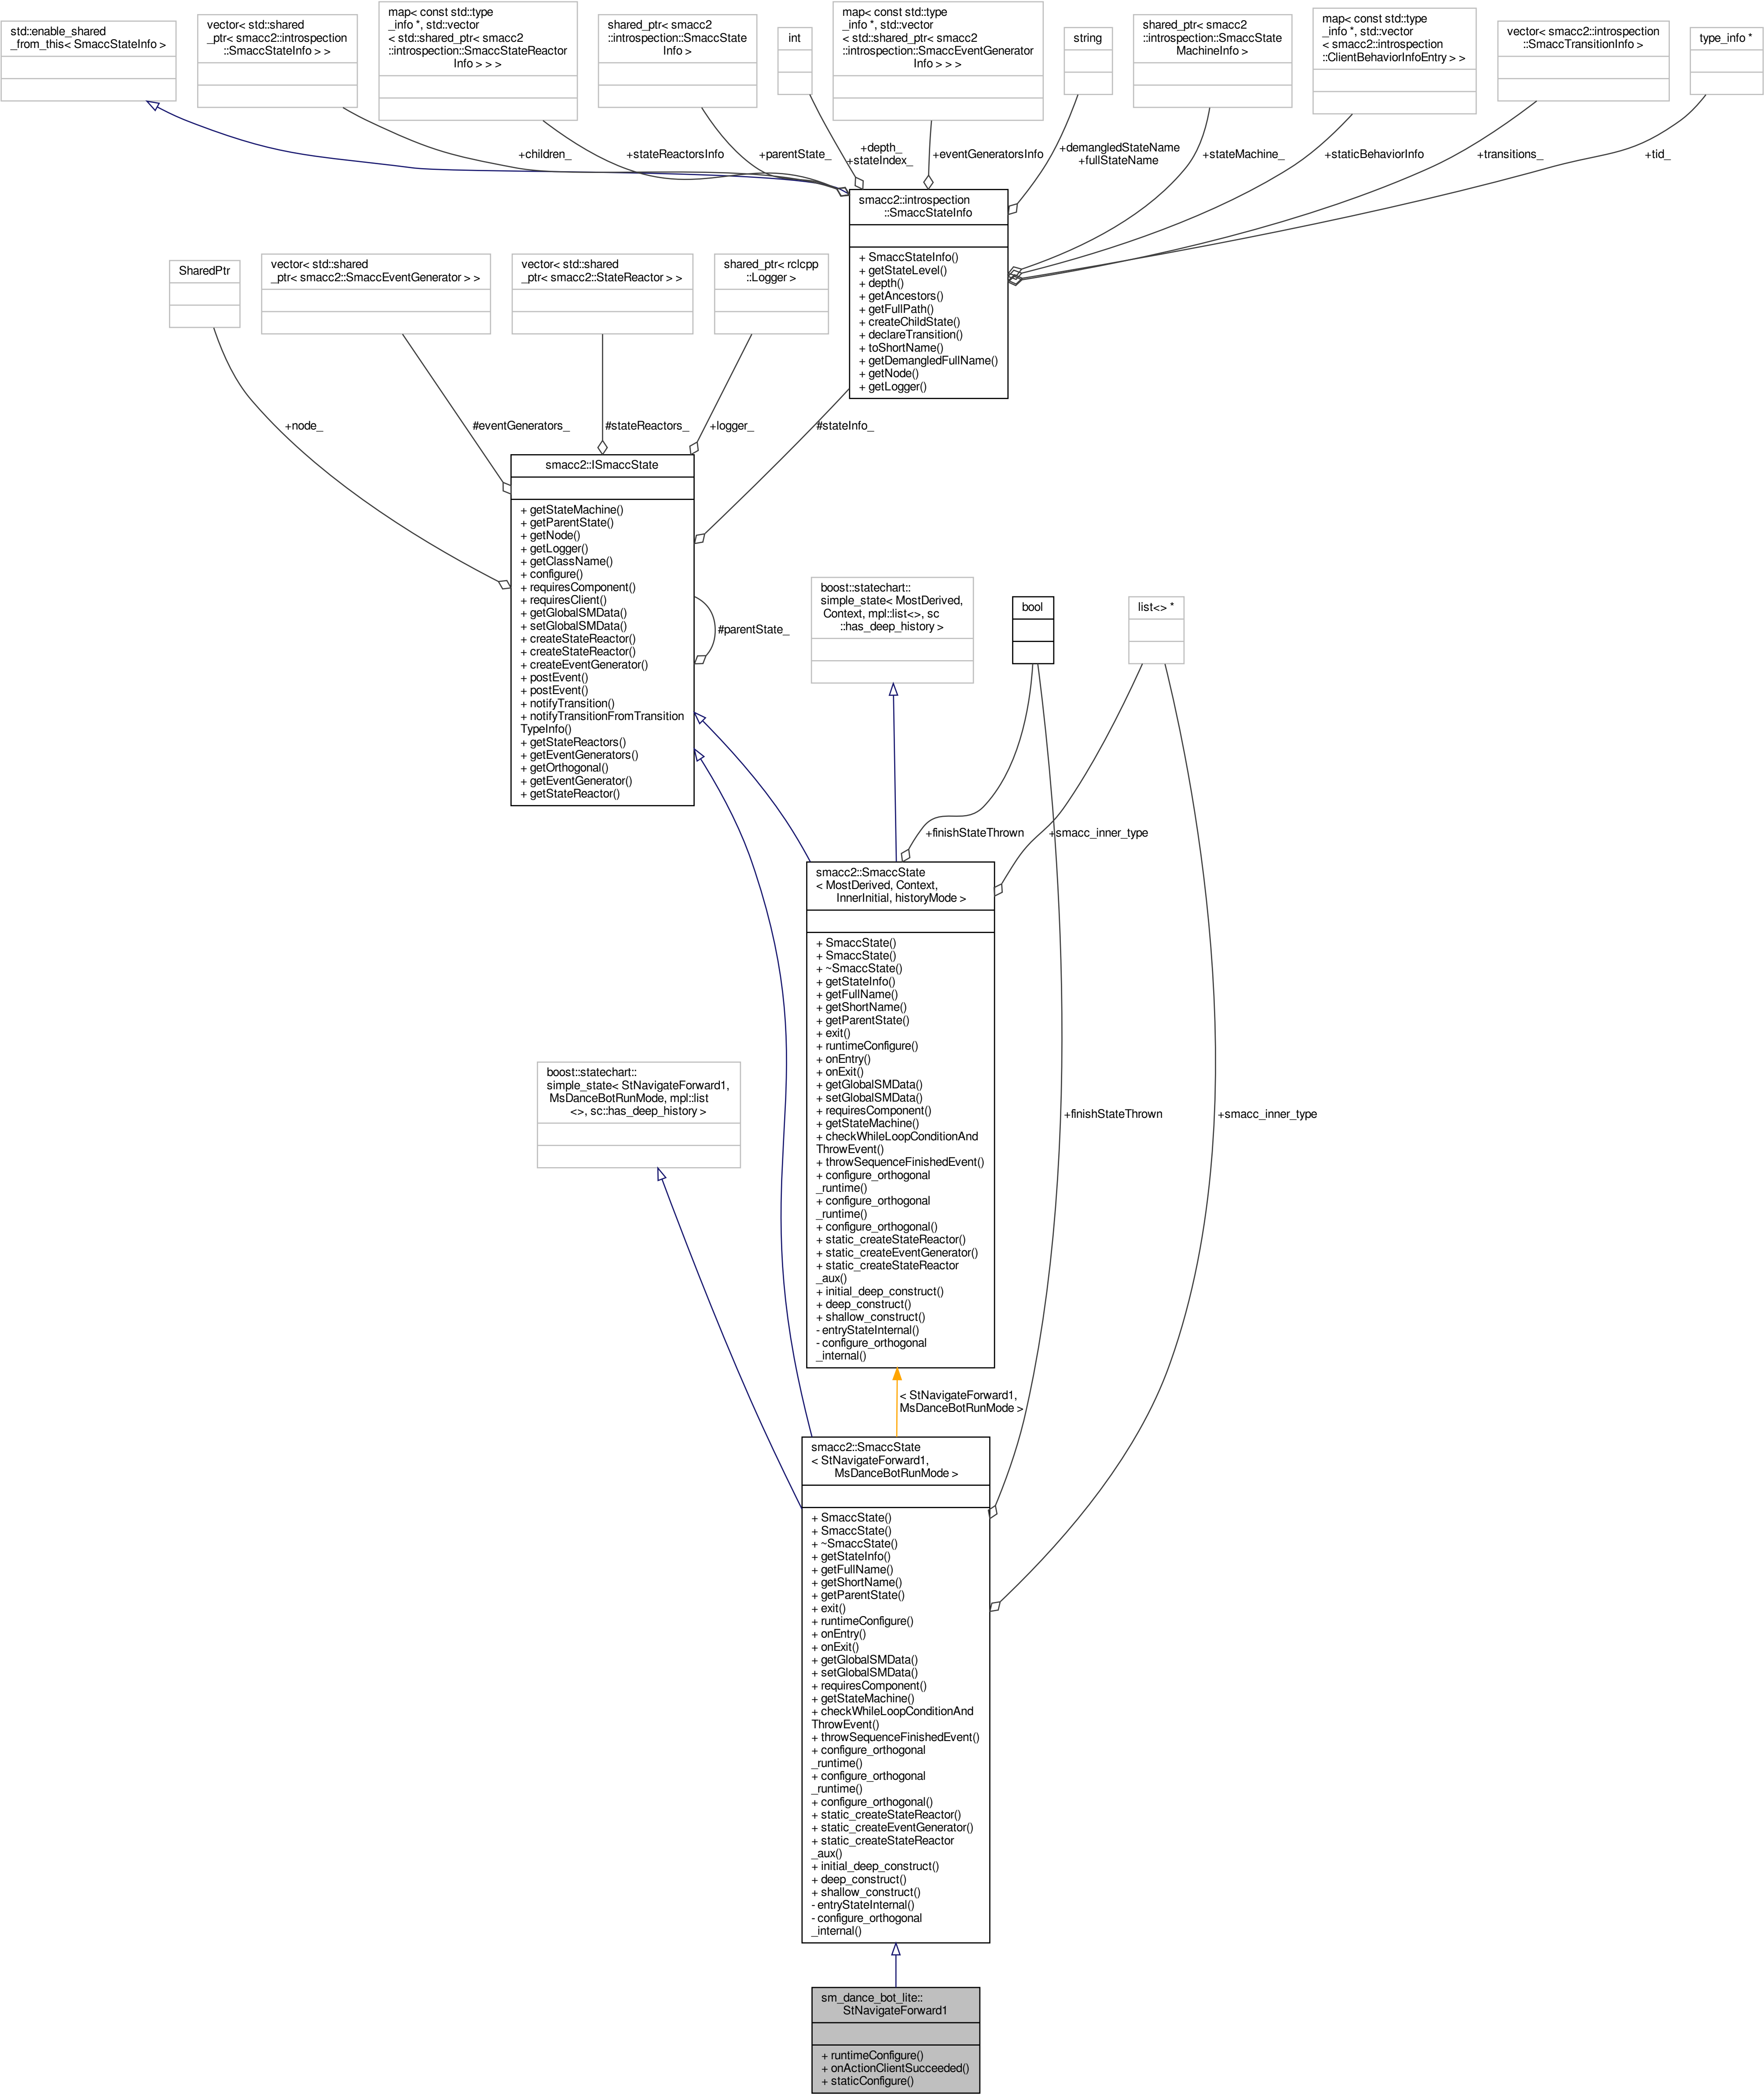 std::enable_shared
_from_this< SmaccStateInfo >
vector< std::shared
_ptr< smacc2::introspection
::SmaccStateInfo > >
map< const std::type
_info *, std::vector
< std::shared_ptr< smacc2
::introspection::SmaccStateReactor
Info > > >
shared_ptr< smacc2
::introspection::SmaccState
Info >
int
map< const std::type
_info *, std::vector
< std::shared_ptr< smacc2
::introspection::SmaccEventGenerator
Info > > >
string
shared_ptr< smacc2
::introspection::SmaccState
MachineInfo >
map< const std::type
_info *, std::vector
< smacc2::introspection
::ClientBehaviorInfoEntry > >
vector< smacc2::introspection
::SmaccTransitionInfo >
type_info *
+children_
+stateReactorsInfo
+parentState_
+depth_
+stateIndex_
+eventGeneratorsInfo
+demangledStateName
+fullStateName
+stateMachine_
+staticBehaviorInfo
+transitions_
+tid_
smacc2::introspection
::SmaccStateInfo
+ SmaccStateInfo()
+ getStateLevel()
+ depth()
+ getAncestors()
+ getFullPath()
+ createChildState()
+ declareTransition()
+ toShortName()
+ getDemangledFullName()
+ getNode()
+ getLogger()
SharedPtr
vector< std::shared
_ptr< smacc2::SmaccEventGenerator > >
vector< std::shared
_ptr< smacc2::StateReactor > >
shared_ptr< rclcpp
::Logger >
+node_
#eventGenerators_
#stateReactors_
+logger_
#stateInfo_
smacc2::ISmaccState
+ getStateMachine()
+ getParentState()
+ getNode()
+ getLogger()
+ getClassName()
+ configure()
+ requiresComponent()
+ requiresClient()
+ getGlobalSMData()
+ setGlobalSMData()
+ createStateReactor()
+ createStateReactor()
+ createEventGenerator()
+ postEvent()
+ postEvent()
+ notifyTransition()
+ notifyTransitionFromTransition
TypeInfo()
+ getStateReactors()
+ getEventGenerators()
+ getOrthogonal()
+ getEventGenerator()
+ getStateReactor()
#parentState_
boost::statechart::
simple_state< MostDerived,
Context, mpl::list<>, sc
::has_deep_history >
bool
list<> *
+finishStateThrown
+smacc_inner_type
smacc2::SmaccState
< MostDerived, Context,
InnerInitial, historyMode >
+ SmaccState()
+ SmaccState()
+ ~SmaccState()
+ getStateInfo()
+ getFullName()
+ getShortName()
+ getParentState()
+ exit()
+ runtimeConfigure()
+ onEntry()
+ onExit()
+ getGlobalSMData()
+ setGlobalSMData()
+ requiresComponent()
+ getStateMachine()
+ checkWhileLoopConditionAnd
ThrowEvent()
+ throwSequenceFinishedEvent()
+ configure_orthogonal
_runtime()
+ configure_orthogonal
_runtime()
+ configure_orthogonal()
+ static_createStateReactor()
+ static_createEventGenerator()
+ static_createStateReactor
_aux()
+ initial_deep_construct()
+ deep_construct()
+ shallow_construct()
- entryStateInternal()
- configure_orthogonal
_internal()
boost::statechart::
simple_state< StNavigateForward1,
MsDanceBotRunMode, mpl::list
<>, sc::has_deep_history >
+finishStateThrown
+smacc_inner_type
< StNavigateForward1,
MsDanceBotRunMode >
smacc2::SmaccState
< StNavigateForward1,
MsDanceBotRunMode >
+ SmaccState()
+ SmaccState()
+ ~SmaccState()
+ getStateInfo()
+ getFullName()
+ getShortName()
+ getParentState()
+ exit()
+ runtimeConfigure()
+ onEntry()
+ onExit()
+ getGlobalSMData()
+ setGlobalSMData()
+ requiresComponent()
+ getStateMachine()
+ checkWhileLoopConditionAnd
ThrowEvent()
+ throwSequenceFinishedEvent()
+ configure_orthogonal
_runtime()
+ configure_orthogonal
_runtime()
+ configure_orthogonal()
+ static_createStateReactor()
+ static_createEventGenerator()
+ static_createStateReactor
_aux()
+ initial_deep_construct()
+ deep_construct()
+ shallow_construct()
- entryStateInternal()
- configure_orthogonal
_internal()
sm_dance_bot_lite::
StNavigateForward1
+ runtimeConfigure()
+ onActionClientSucceeded()
+ staticConfigure()